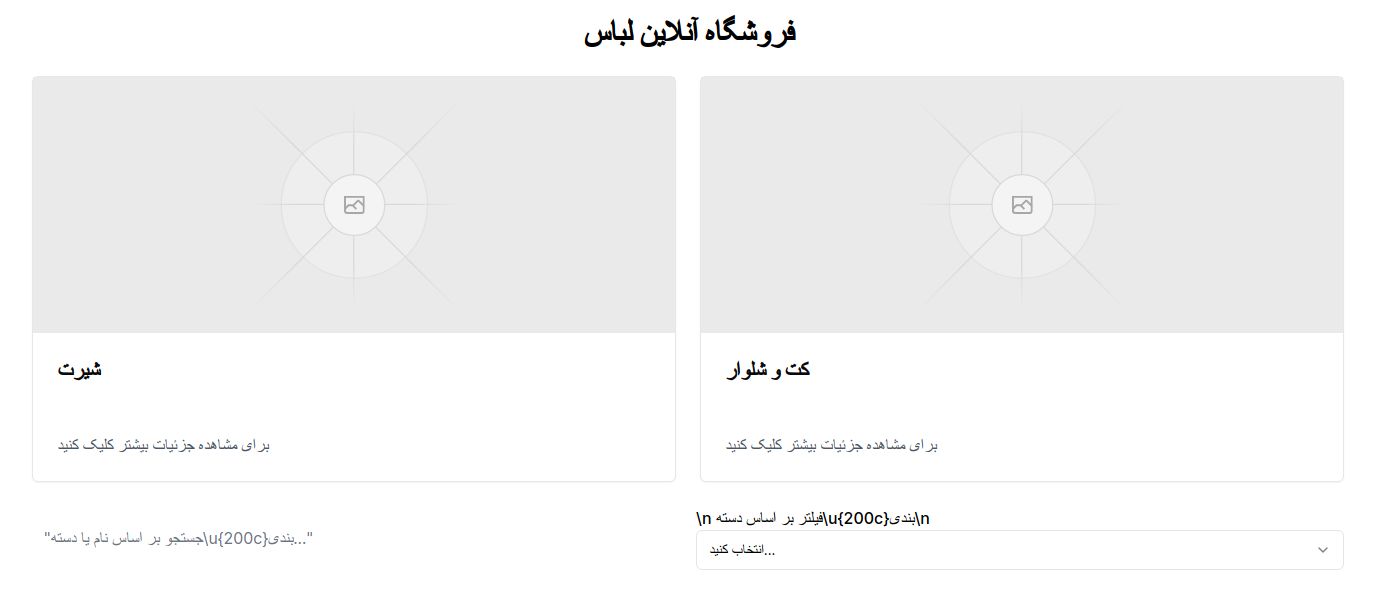 فروشگاه آنلاین لباس
شیرت
برای مشاهده جزئیات بیشتر کلیک کنید
کت و شلوار
برای مشاهده جزئیات بیشتر کلیک کنید
"جستجو بر اساس نام یا دسته\u{200c}بندی..."
\n فیلتر بر اساس دسته\u{200c}بندی\n
انتخاب کنید...